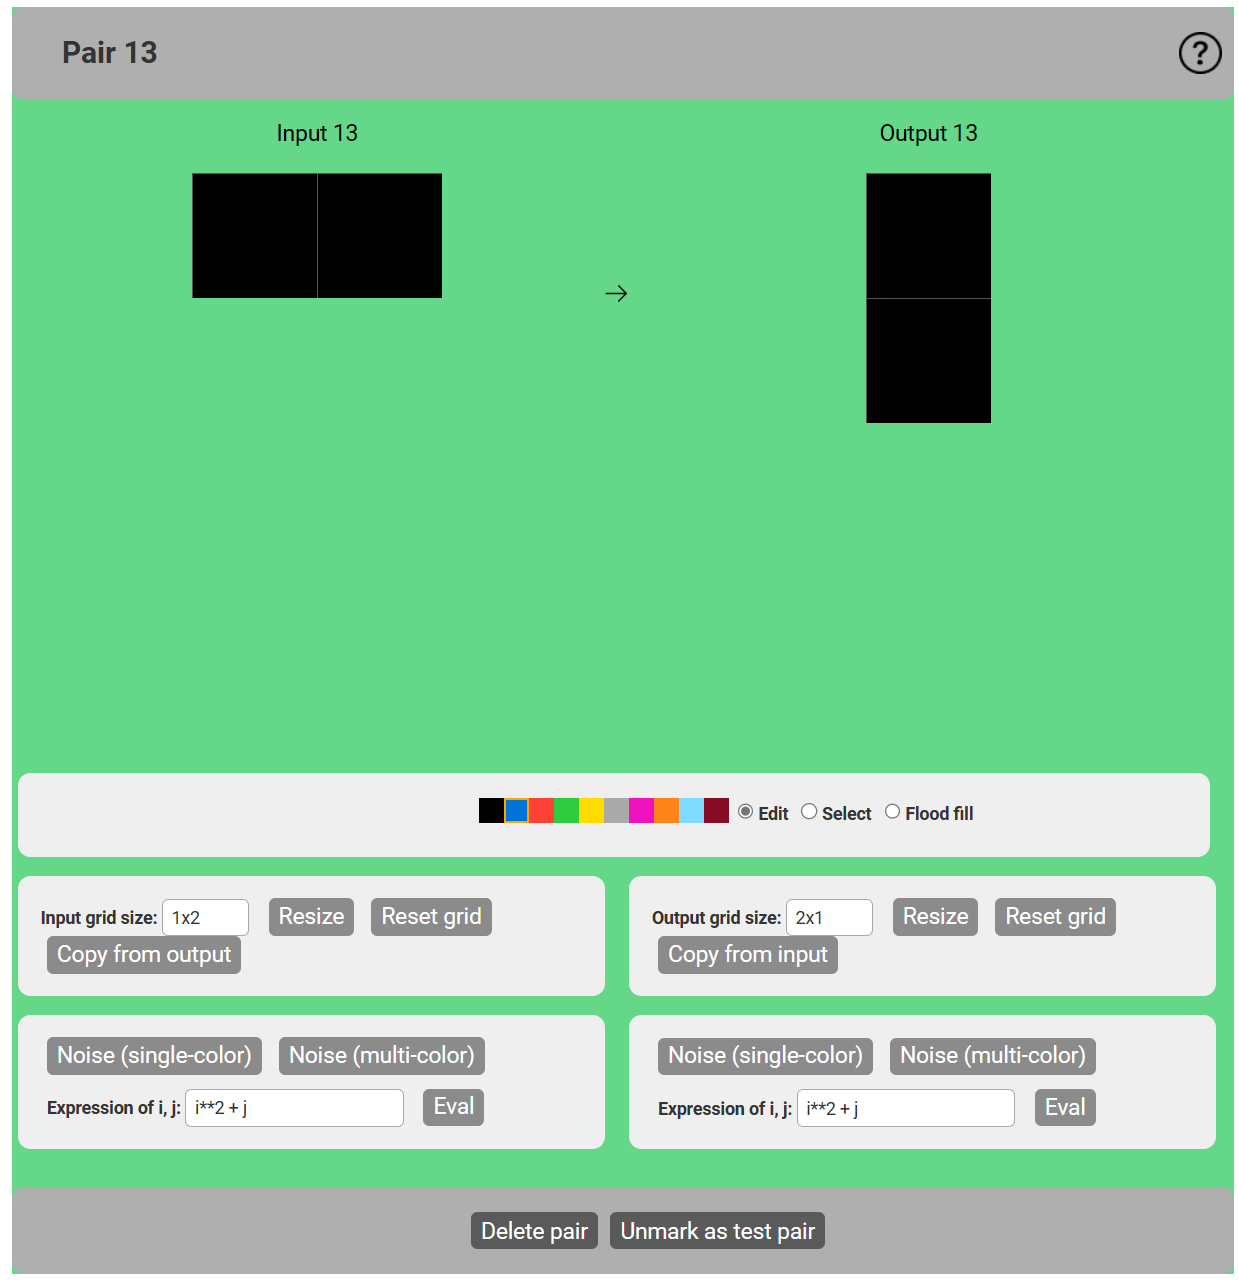 Pair 13
?
Input 13
Output 13
→
Edit Select Flood fill
Input grid size: 1x2 Resize Reset grid
Copy from output
Output grid size: 2x1 Resize Reset grid
Copy from input
Noise (single-color) Noise (multi-color)
Expression of i, j: i**2 + j Eval
Noise (single-color) Noise (multi-color)
Expression of i, j: i**2 + j Eval
Delete pair Unmark as test pair